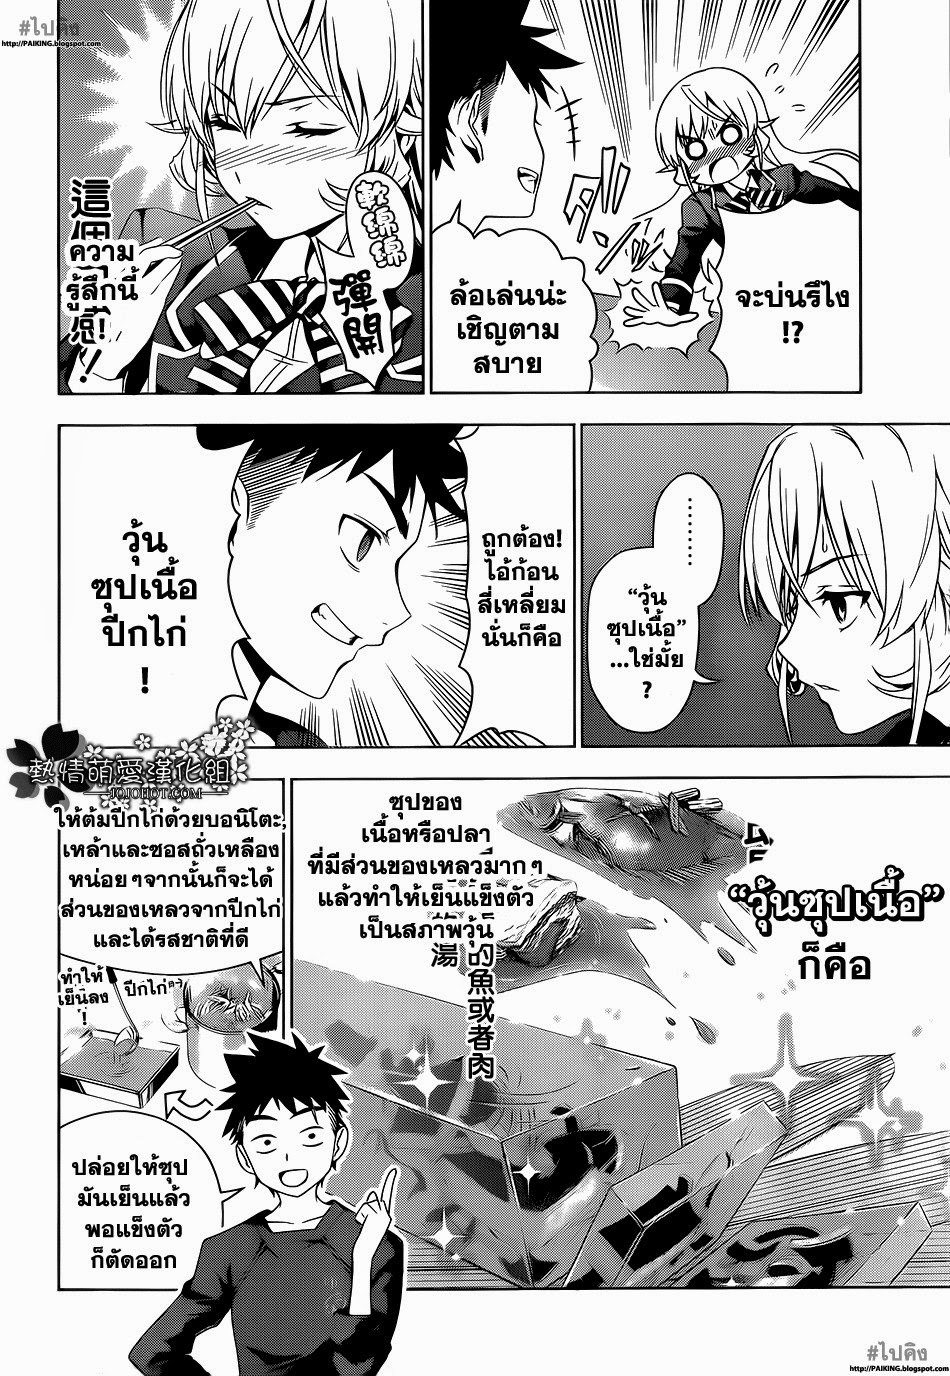 #ไปคิง
http://PAIKING.blogspot.com
#ไปคิง
http://PAIKING.blogspot.com
จะบ่นรึไง
!?
ล้อเล่นน่ะ
เชิญตาม
สบาย
軟綿綿
彈開
這個
ความ
รู้สึกนี้
!
感!
.........
“วุ้น
ซุปเนื้อ”
...ใช่มั้ย
?
ถูกต้อง!
ไอ้ก้อน
สี่เหลี่ยม
นั่นก็คือ
วุ้น
ซุปเนื้อ
ปีกไก่
!
熱情萌愛漢化組
JOJOHOT.COM
“วุ้นซุปเนื้อ”
ก็คือ
ซุปของ
เนื้อหรือปลา
ที่มีส่วนของเหลวมากๆ
แล้วทำให้เย็นแข็งตัว
เป็นสภาพวุ้น
的魚或者肉
湯
ให้ต้มปีกไก่ด้วยบอนิโตะ,
เหล้าและซอสถั่วเหลือง
หน่อยๆจากนั้นก็จะได้
ส่วนของเหลวจากปีกไก่
และได้รสชาติที่ดี
ปีกไก่
ทำให้
เย็นลง
!
ปล่อยให้ซุป
มันเย็นแล้ว
พอแข็งตัว
ก็ตัดออก
#ไปคิง
http://PAIKING.blogspot.com